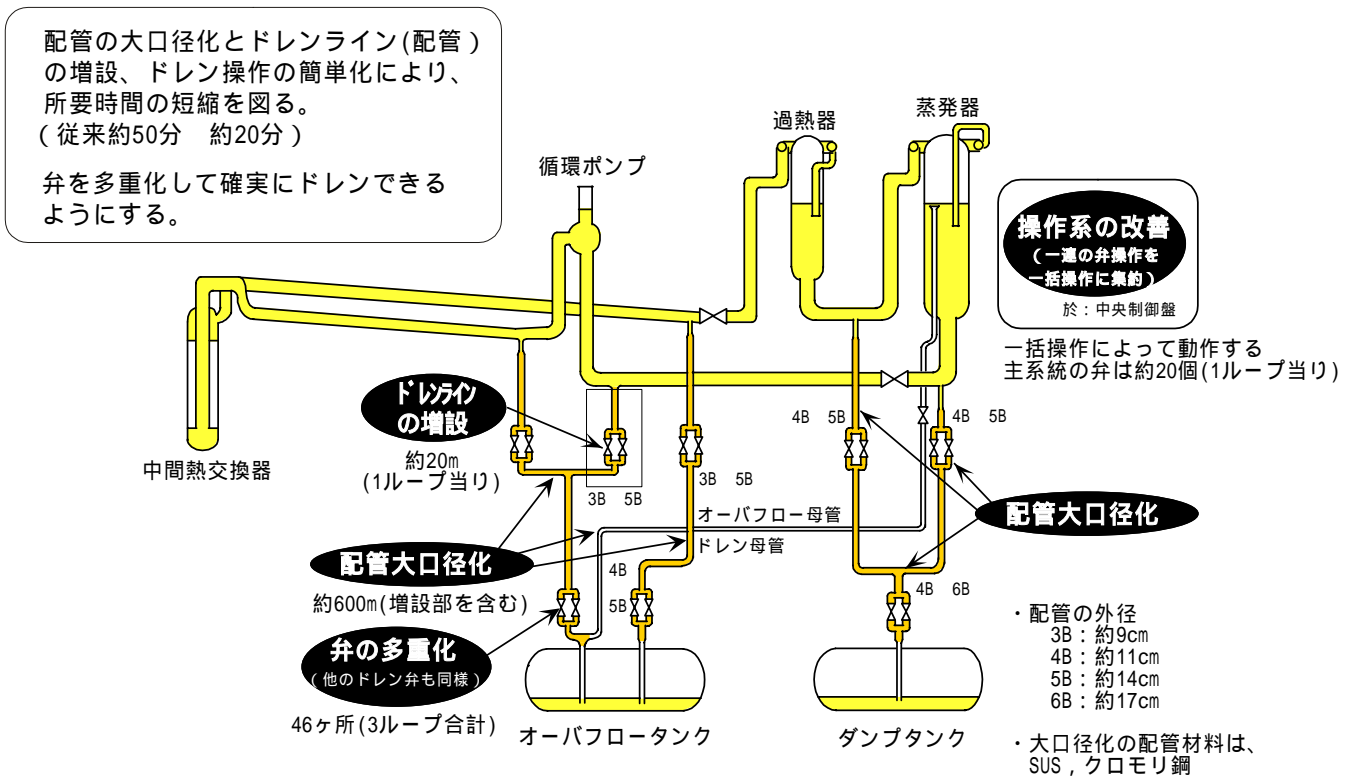 配管の大口径化とドレンライン(配管)
の増設、ドレン操作の簡単化により、
所要時間の短縮を図る。
(従来約50分　約20分)
弁を多重化して確実にドレンできる
ようにする。
循環ポンプ
過熱器
蒸発器
操作系の改善
(一連の弁操作を
一括操作に集約)
於：中央制御盤
一括操作によって動作する
主系統の弁は約20個(1ループ当り)
中間熱交換器
ドレンライン
の増設
約20m
(1ループ当り)
3B　5B
3B　5B
4B　5B
4B　5B
オーバフロー母管
ドレン母管
配管大口径化
配管大口径化
約600m(増設部を含む)
4B
5B
4B　6B
弁の多重化
(他のドレン弁も同様)
46ヶ所(3ループ合計)
オーバフロータンク
ダンプタンク
・配管の外径
3B：約9cm
4B：約11cm
5B：約14cm
6B：約17cm
・大口径化の配管材料は、
SUS，クロモリ鋼